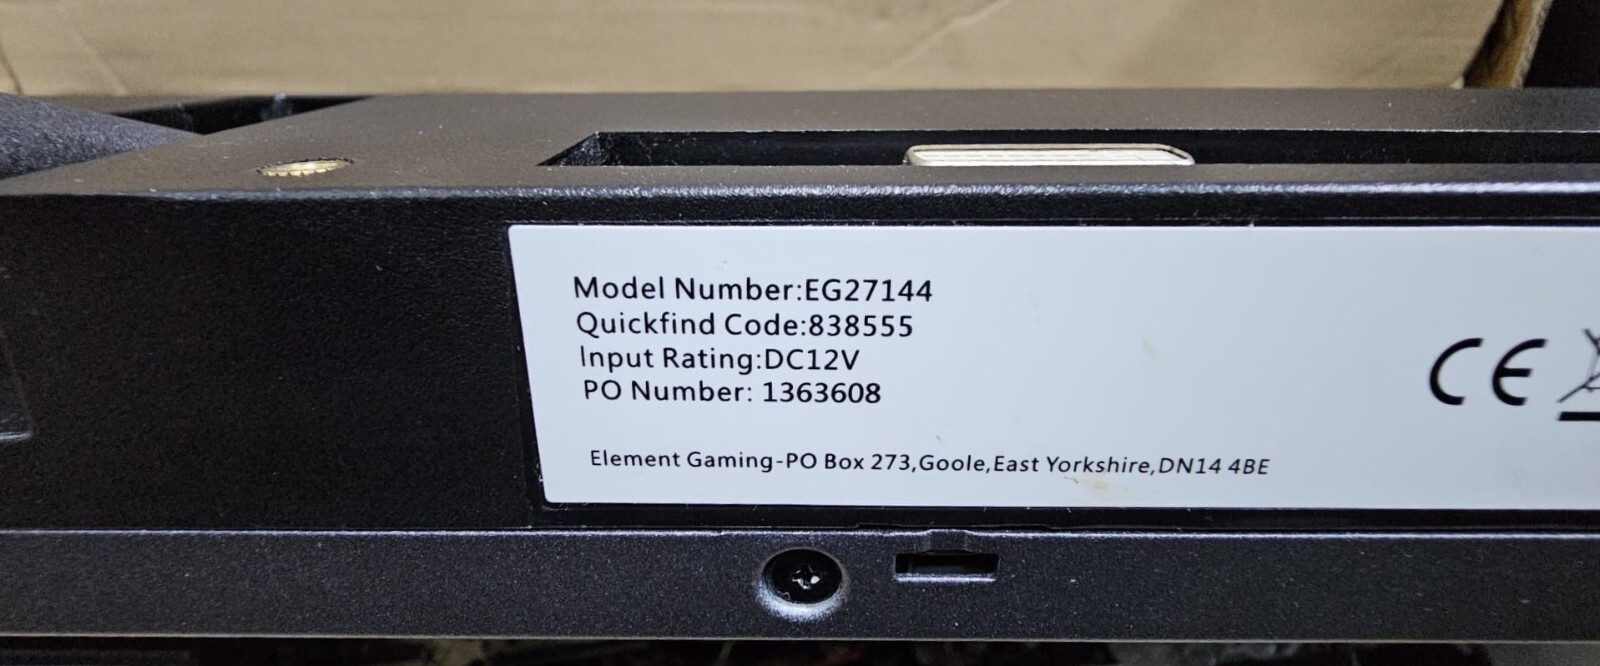 Model Number:EG27144
Quickfind Code:838555
Input Rating:DC12V
PO Number: 1363608
CE
Element Gaming-PO Box 273,Goole,East Yorkshire,DN14 4BE